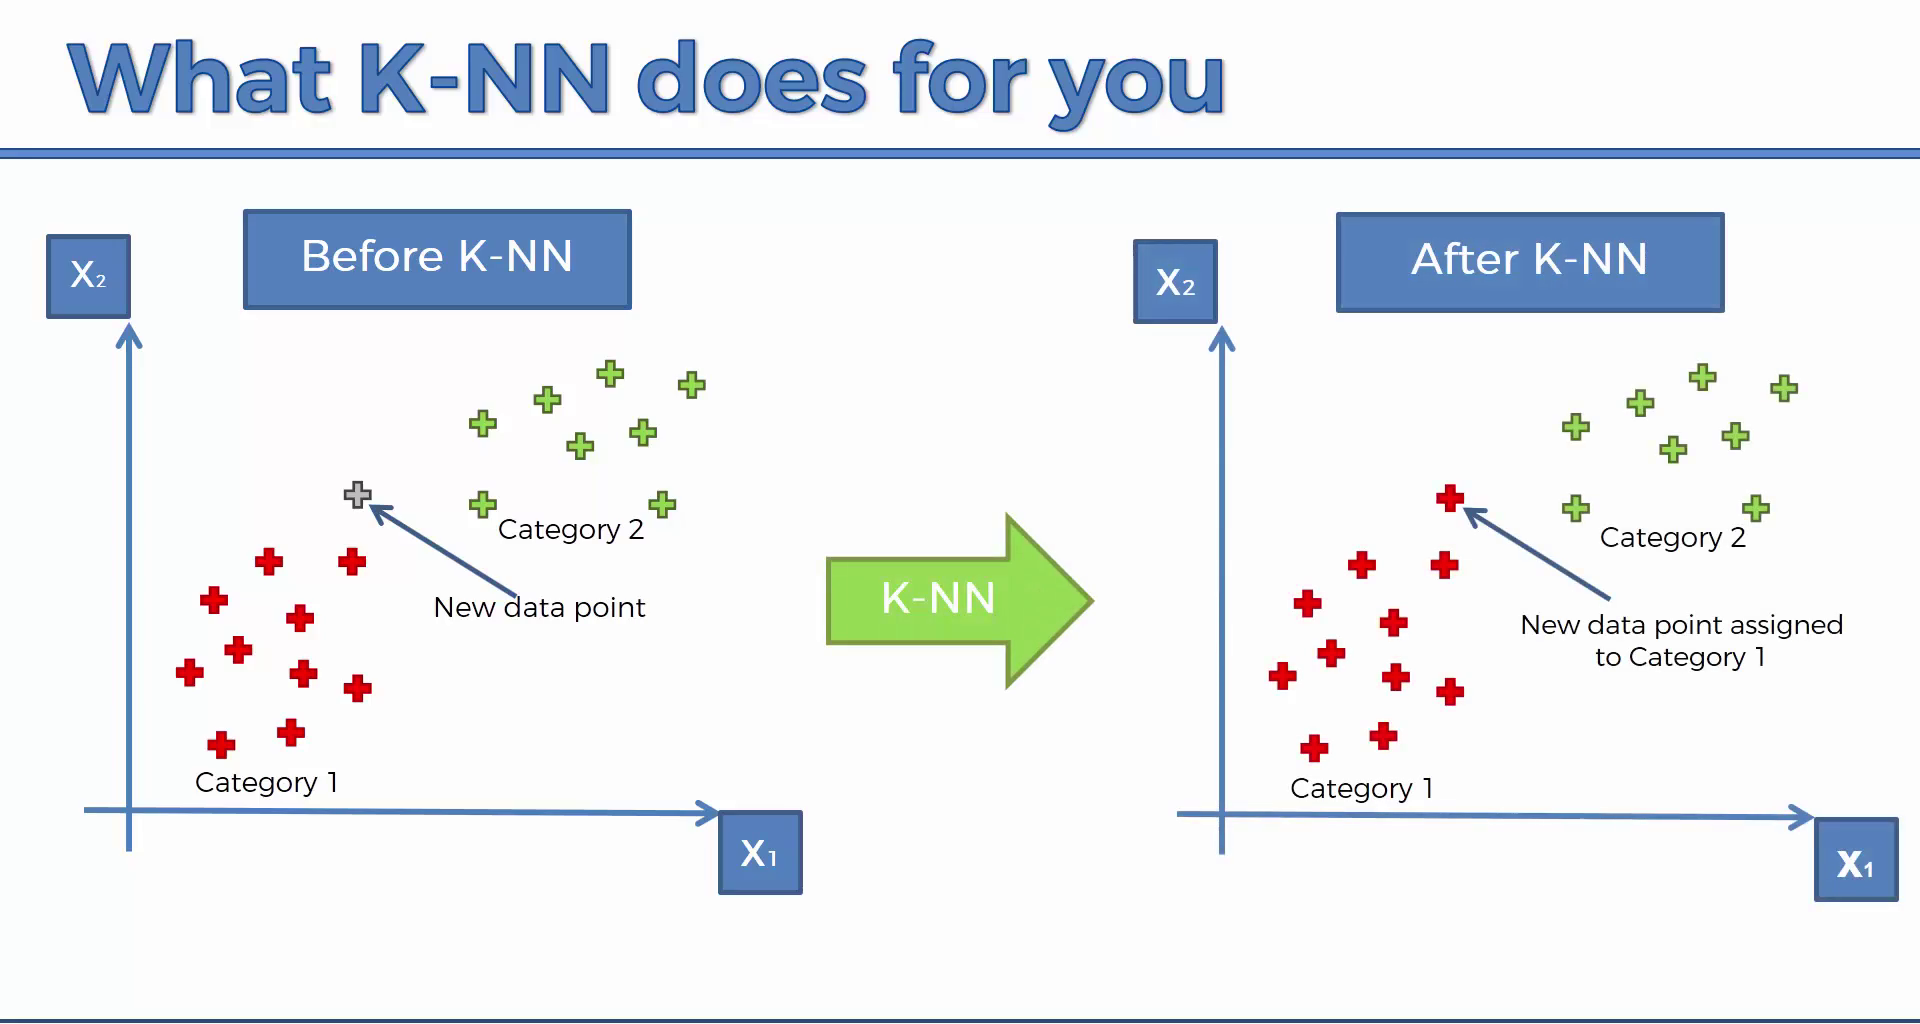 What K-NN does for you
Before K-NN
X₂
Category 2
New data point
Category 1
X₁
K-NN
After K-NN
X₂
Category 2
New data point assigned
to Category 1
Category 1
X₁